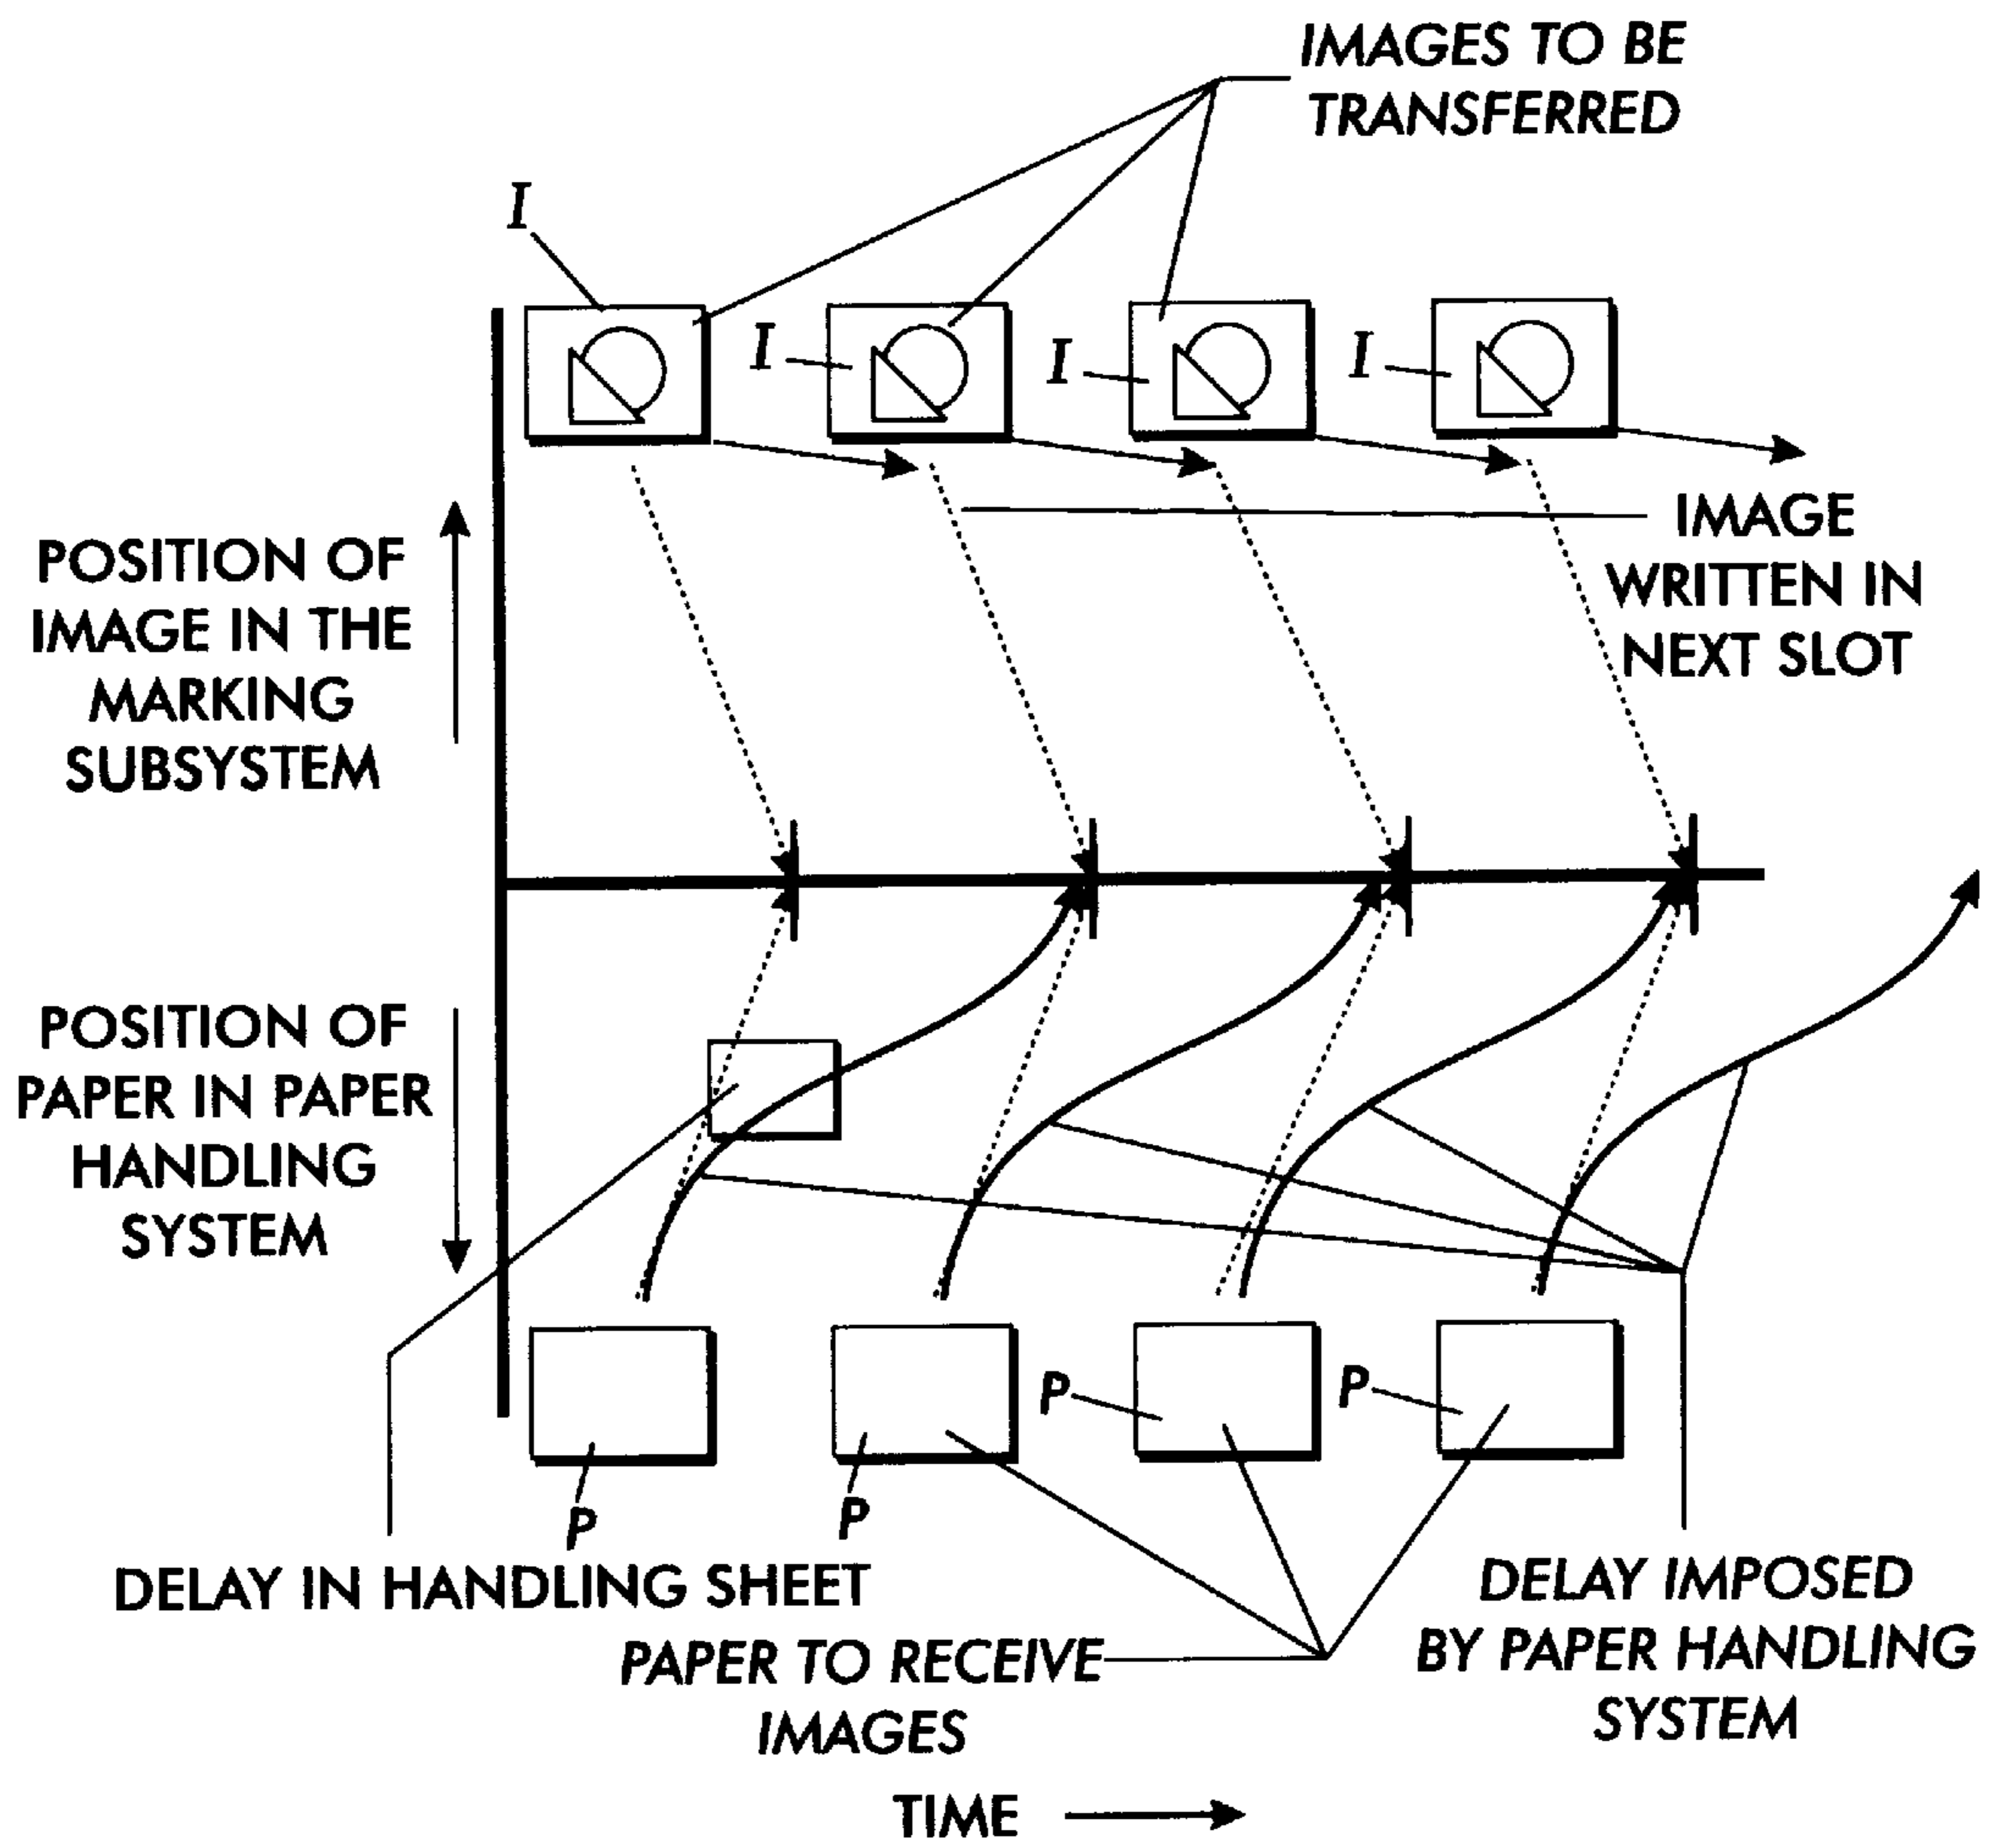 IMAGES TO BE
TRANSFERRED
I
I
I
I
IMAGE
WRITTEN IN
NEXT SLOT
POSITION OF
IMAGE IN THE
MARKING
SUBSYSTEM
POSITION OF
PAPER IN PAPER
HANDLING
SYSTEM
P
P
P
P
DELAY IN HANDLING SHEET
PAPER TO RECEIVE
IMAGES
DELAY IMPOSED
BY PAPER HANDLING
SYSTEM
TIME